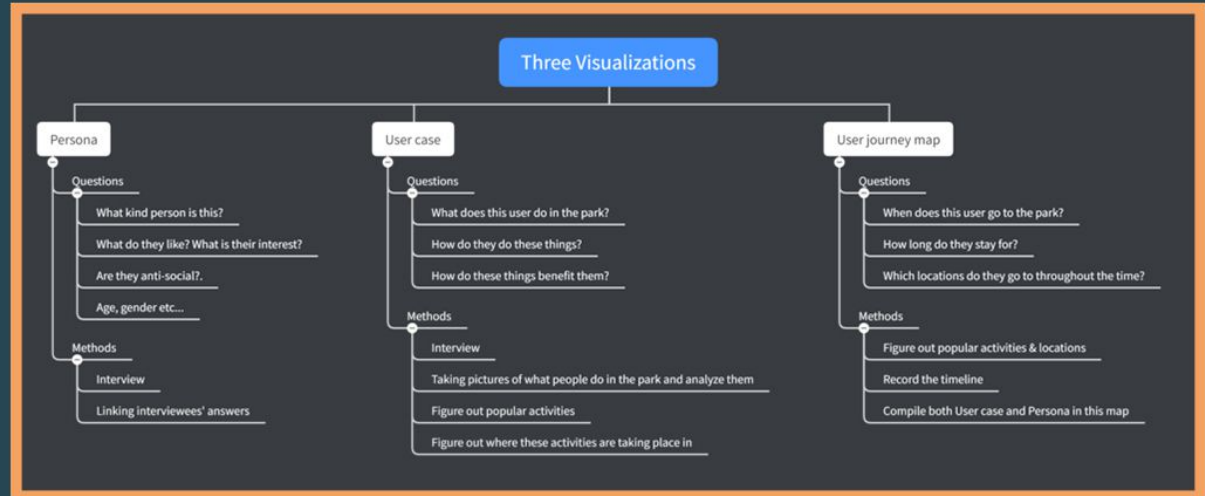 Three Visualizations
Persona
Questions
What kind person is this?
What do they like? What is their interest?
Are they anti-social?.
Age, gender etc...
Methods
Interview
Linking interviewees' answers
User case
Questions
What does this user do in the park?
How do they do these things?
How do these things benefit them?
Methods
Interview
Taking pictures of what people do in the park and analyze them
Figure out popular activities
Figure out where these activities are taking place in
User journey map
Questions
When does this user go to the park?
How long do they stay for?
Which locations do they go to throughout the time?
Methods
Figure out popular activities & locations
Record the timeline
Compile both User case and Persona in this map